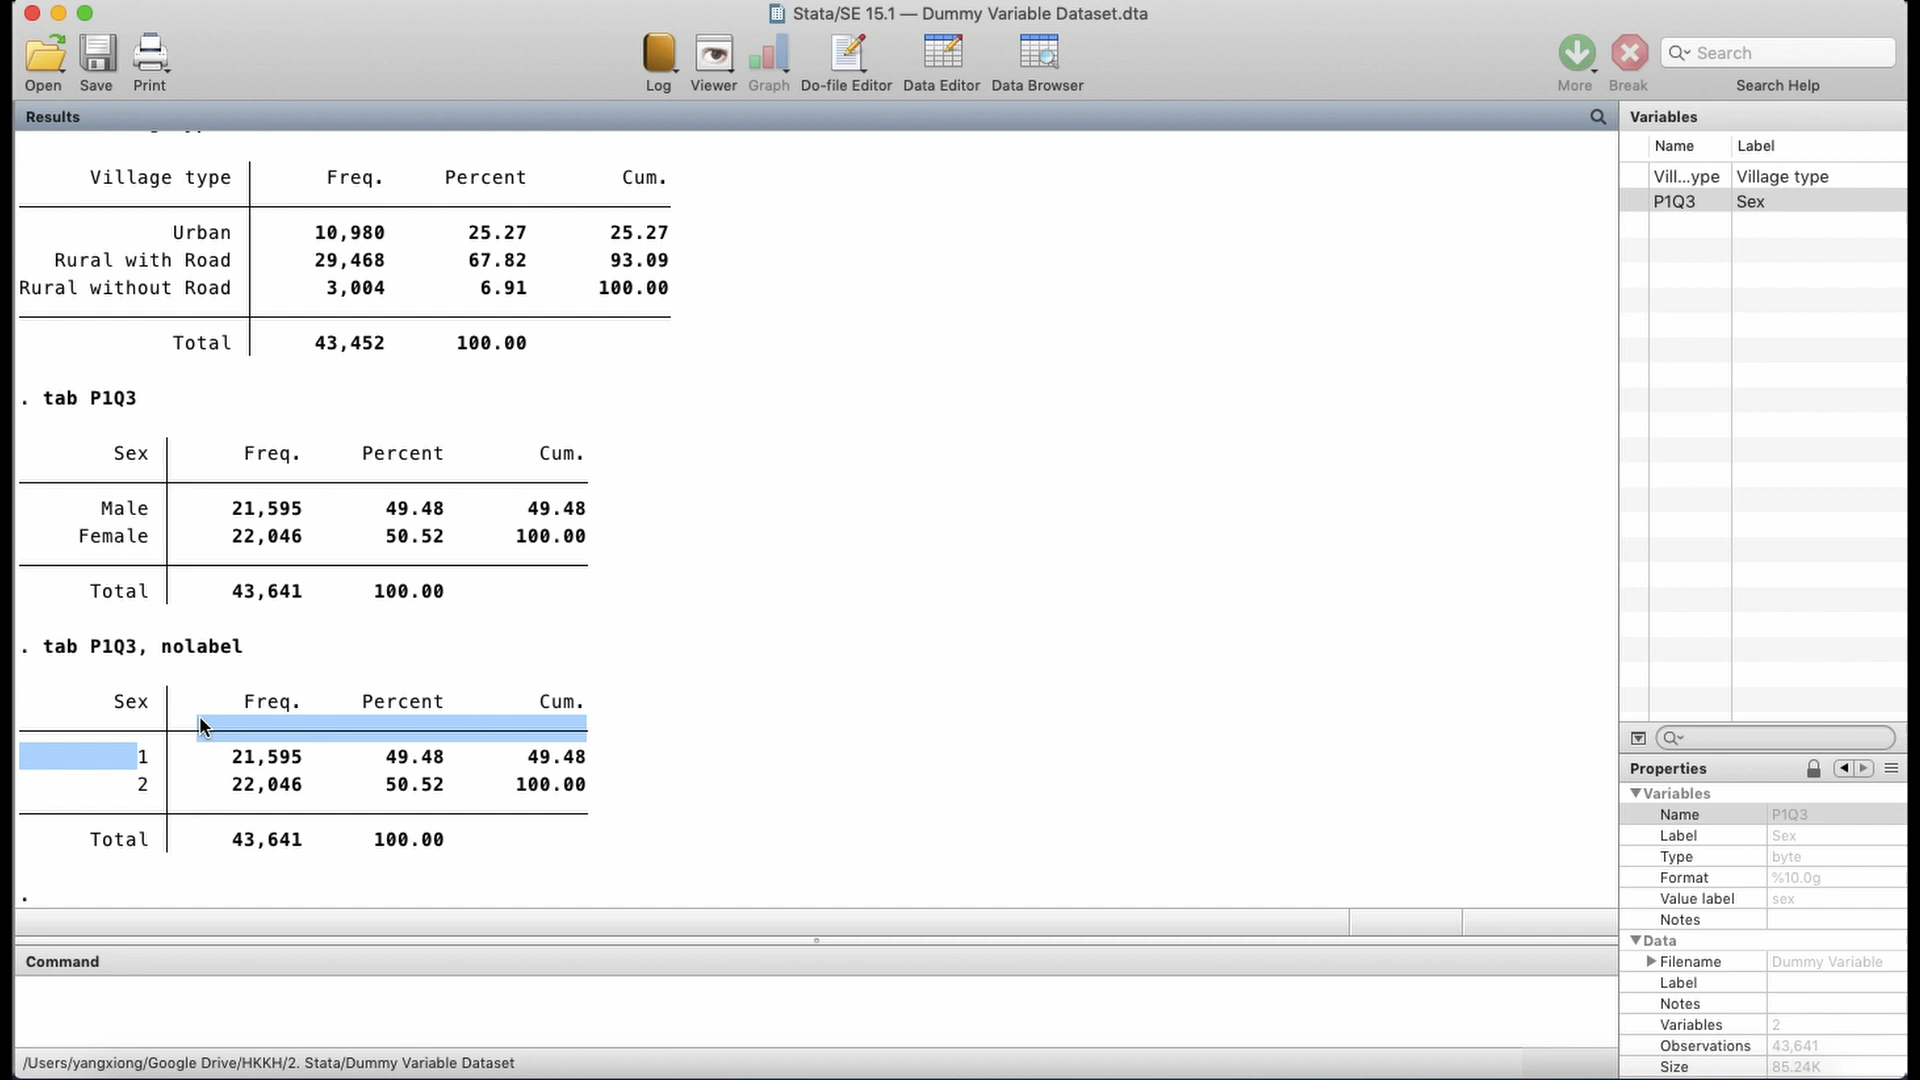 Stata/SE 15.1 — Dummy Variable Dataset.dta
Open Save Print Log Viewer Graph Do-file Editor Data Editor Data Browser More Break Search
Search Help
Results
Village type Freq. Percent Cum.
Urban 10,980 25.27 25.27
Rural with Road 29,468 67.82 93.09
Rural without Road 3,004 6.91 100.00
Total 43,452 100.00
. tab P1Q3
Sex Freq. Percent Cum.
Male 21,595 49.48 49.48
Female 22,046 50.52 100.00
Total 43,641 100.00
. tab P1Q3, nolabel
Sex Freq. Percent Cum.
1 21,595 49.48 49.48
2 22,046 50.52 100.00
Total 43,641 100.00
.
Command
/Users/yangxiong/Google Drive/HKKH/2. Stata/Dummy Variable Dataset
Variables
Name Label
Vill...ype Village type
P1Q3 Sex
Properties
Variables
Name P1Q3
Label Sex
Type byte
Format %10.0g
Value label sex
Notes
Data
Filename Dummy Variable
Label
Notes
Variables 2
Observations 43,641
Size 85.24K